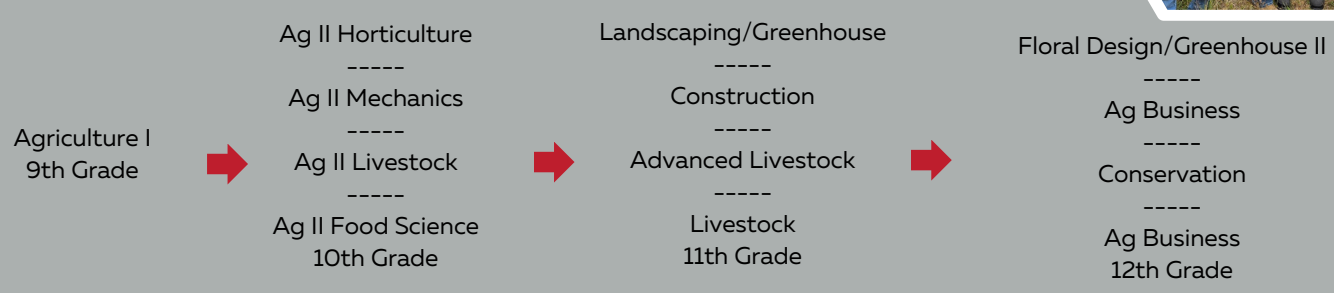 Agriculture I
9th Grade
Ag II Horticulture
-----
Ag II Mechanics
-----
Ag II Livestock
-----
Ag II Food Science
10th Grade
Landscaping/Greenhouse
-----
Construction
-----
Advanced Livestock
-----
Livestock
11th Grade
Floral Design/Greenhouse II
-----
Ag Business
-----
Conservation
-----
Ag Business
12th Grade